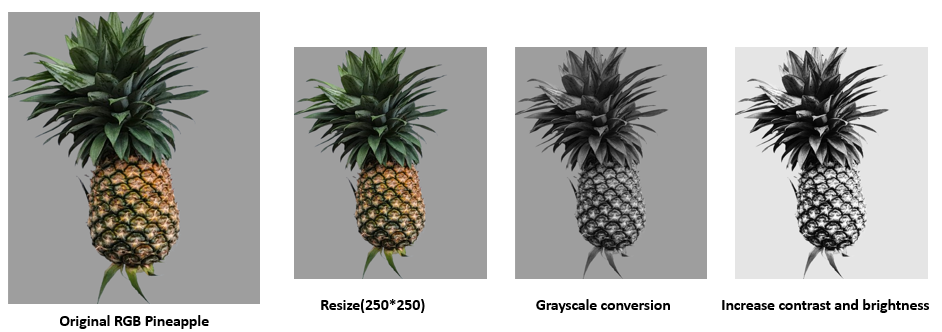 Original RGB Pineapple
Resize(250*250)
Grayscale conversion
Increase contrast and brightness